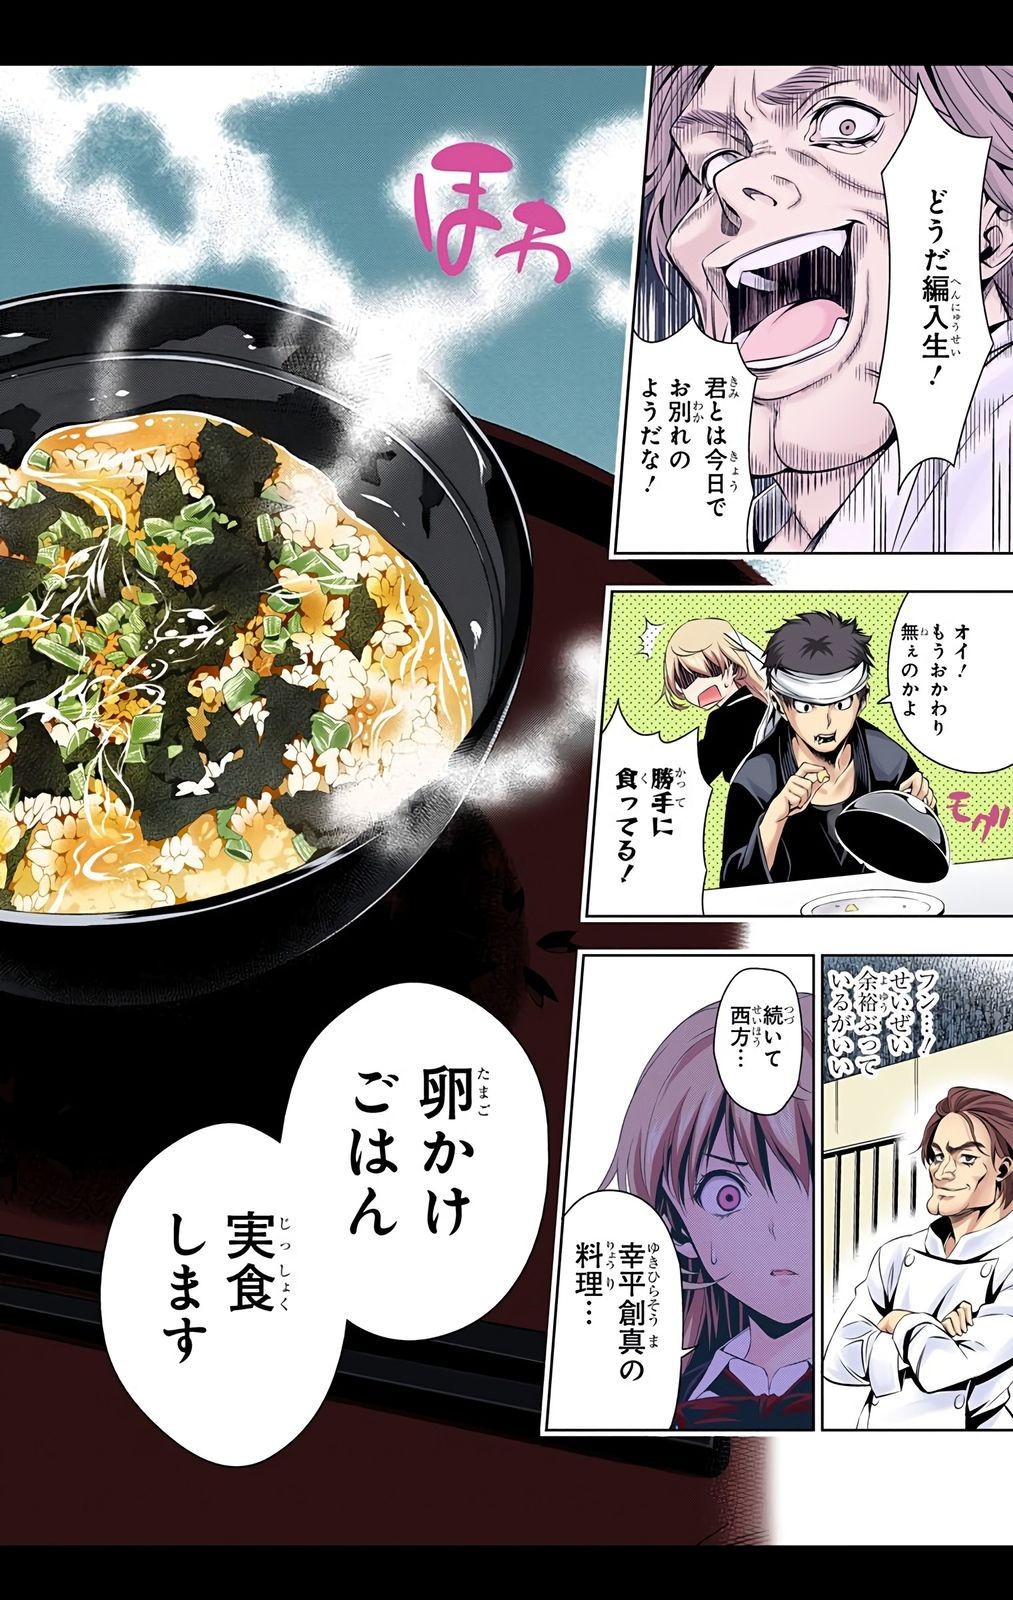 どうだ編入生!
君とは今日で
お別れの
ようだな!
オイ!
もうおかわり
無ェのかよ
モグ
勝手に
食ってる!
フン…!
せいぜい
余裕ぶって
いるがいい
続いて
西方…
幸平創真の
料理…
ほわ
卵かけ
ごはん
実食
します